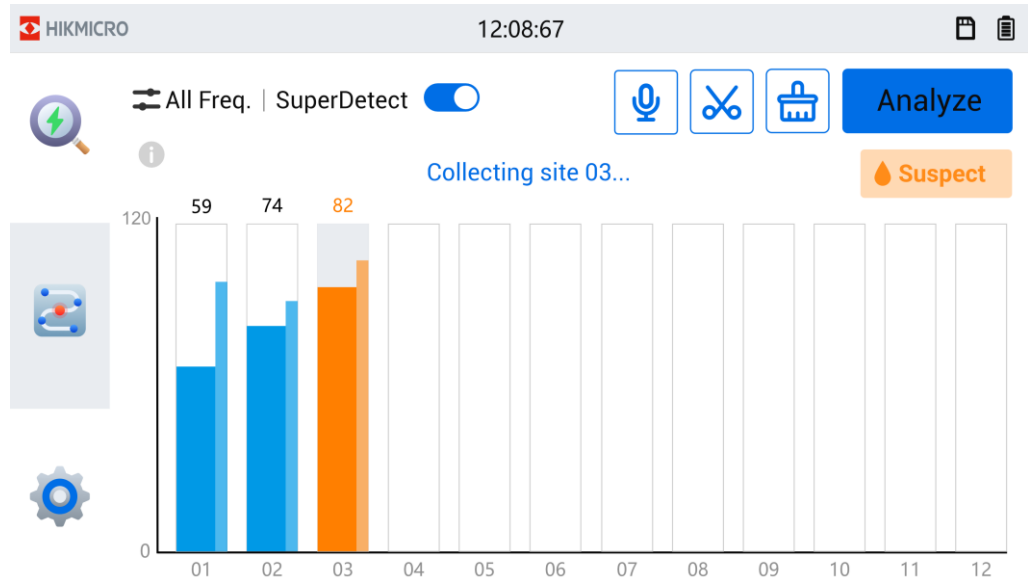 HIKMICRO
12:08:67
All Freq. | SuperDetect
Analyze
Collecting site 03...
Suspect
59 74 82
120
0
01 02 03 04 05 06 07 08 09 10 11 12